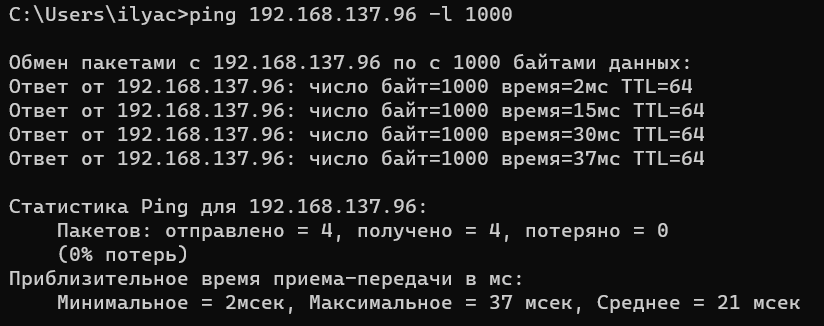 C:\Users\ilyac>ping 192.168.137.96 -l 1000
Обмен пакетами с 192.168.137.96 по с 1000 байтами данных:
Ответ от 192.168.137.96: число байт=1000 время=2мс TTL=64
Ответ от 192.168.137.96: число байт=1000 время=15мс TTL=64
Ответ от 192.168.137.96: число байт=1000 время=30мс TTL=64
Ответ от 192.168.137.96: число байт=1000 время=37мс TTL=64
Статистика Ping для 192.168.137.96:
Пакетов: отправлено = 4, получено = 4, потеряно = 0
(0% потерь)
Приблизительное время приема-передачи в мс:
Минимальное = 2мсек, Максимальное = 37 мсек, Среднее = 21 мсек